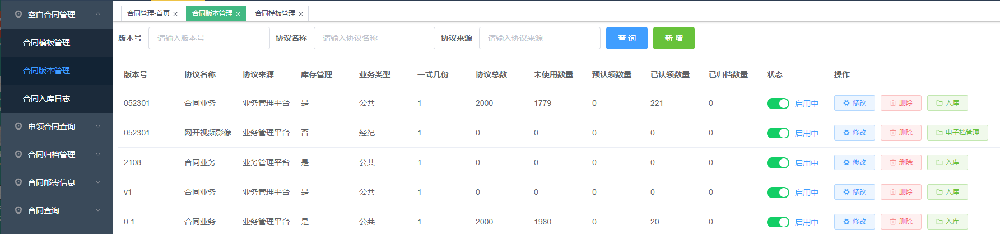 空白合同管理
合同模板管理
合同版本管理
合同入库日志
申领合同查询
合同归档管理
合同邮寄信息
合同查询
合同管理-首页 × 合同版本管理 × 合同模板管理 ×
版本号 请输入版本号 协议名称 请输入协议名称 协议来源 请输入协议来源 查 询 新 增
版本号 协议名称 协议来源 库存管理 业务类型 一式几份 协议总数 未使用数量 预认领数量 已认领数量 已归档数量 状态 操作
052301 合同业务 业务管理平台 是 公共 1 2000 1779 0 221 0 启用中 修改 删除 入库
052301 网开视频影像 业务管理平台 否 经纪 1 0 0 0 0 0 启用中 修改 删除 电子档管理
2108 合同业务 业务管理平台 是 公共 1 0 0 0 0 0 启用中 修改 删除 入库
v1 合同业务 业务管理平台 是 公共 1 0 0 0 0 0 启用中 修改 删除 入库
0.1 合同业务 业务管理平台 是 公共 1 2000 1980 0 20 0 启用中 修改 删除 入库